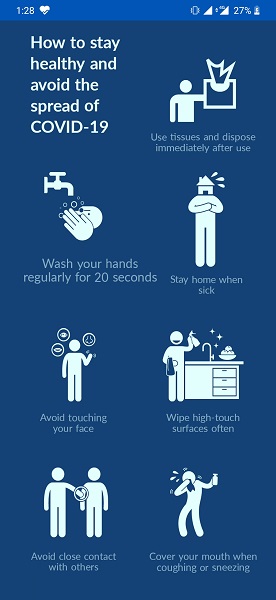 1:28
27%
How to stay
healthy and
avoid the
spread of
COVID-19
Use tissues and dispose
immediately after use
Wash your hands
regularly for 20 seconds
Stay home when
sick
Avoid touching
your face
Wipe high-touch
surfaces often
Avoid close contact
with others
Cover your mouth when
coughing or sneezing